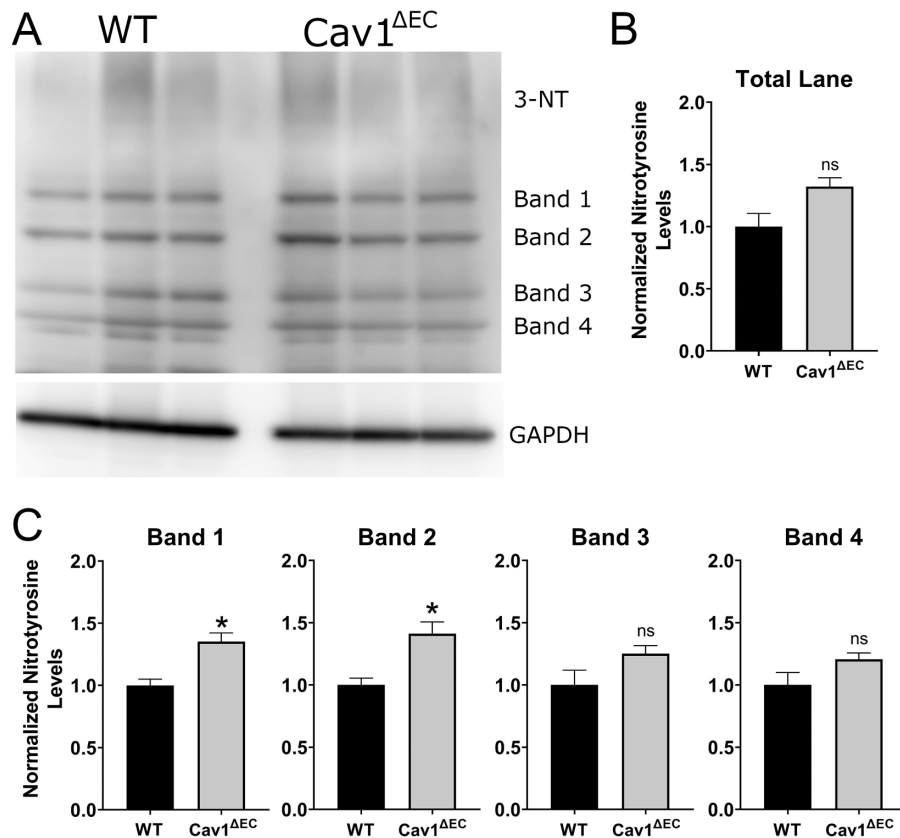 A
WT
Cav1ΔEC
3-NT
Band 1
Band 2
Band 3
Band 4
GAPDH
B
Total Lane
Normalized Nitrotyrosine
Levels
2.0
1.5
1.0
0.5
0.0
ns
WT
Cav1ΔEC
C
Band 1
Normalized Nitrotyrosine
Levels
2.0
1.5
1.0
0.5
0.0
*
WT
Cav1ΔEC
Band 2
2.0
1.5
1.0
0.5
0.0
*
WT
Cav1ΔEC
Band 3
2.0
1.5
1.0
0.5
0.0
ns
WT
Cav1ΔEC
Band 4
2.0
1.5
1.0
0.5
0.0
ns
WT
Cav1ΔEC